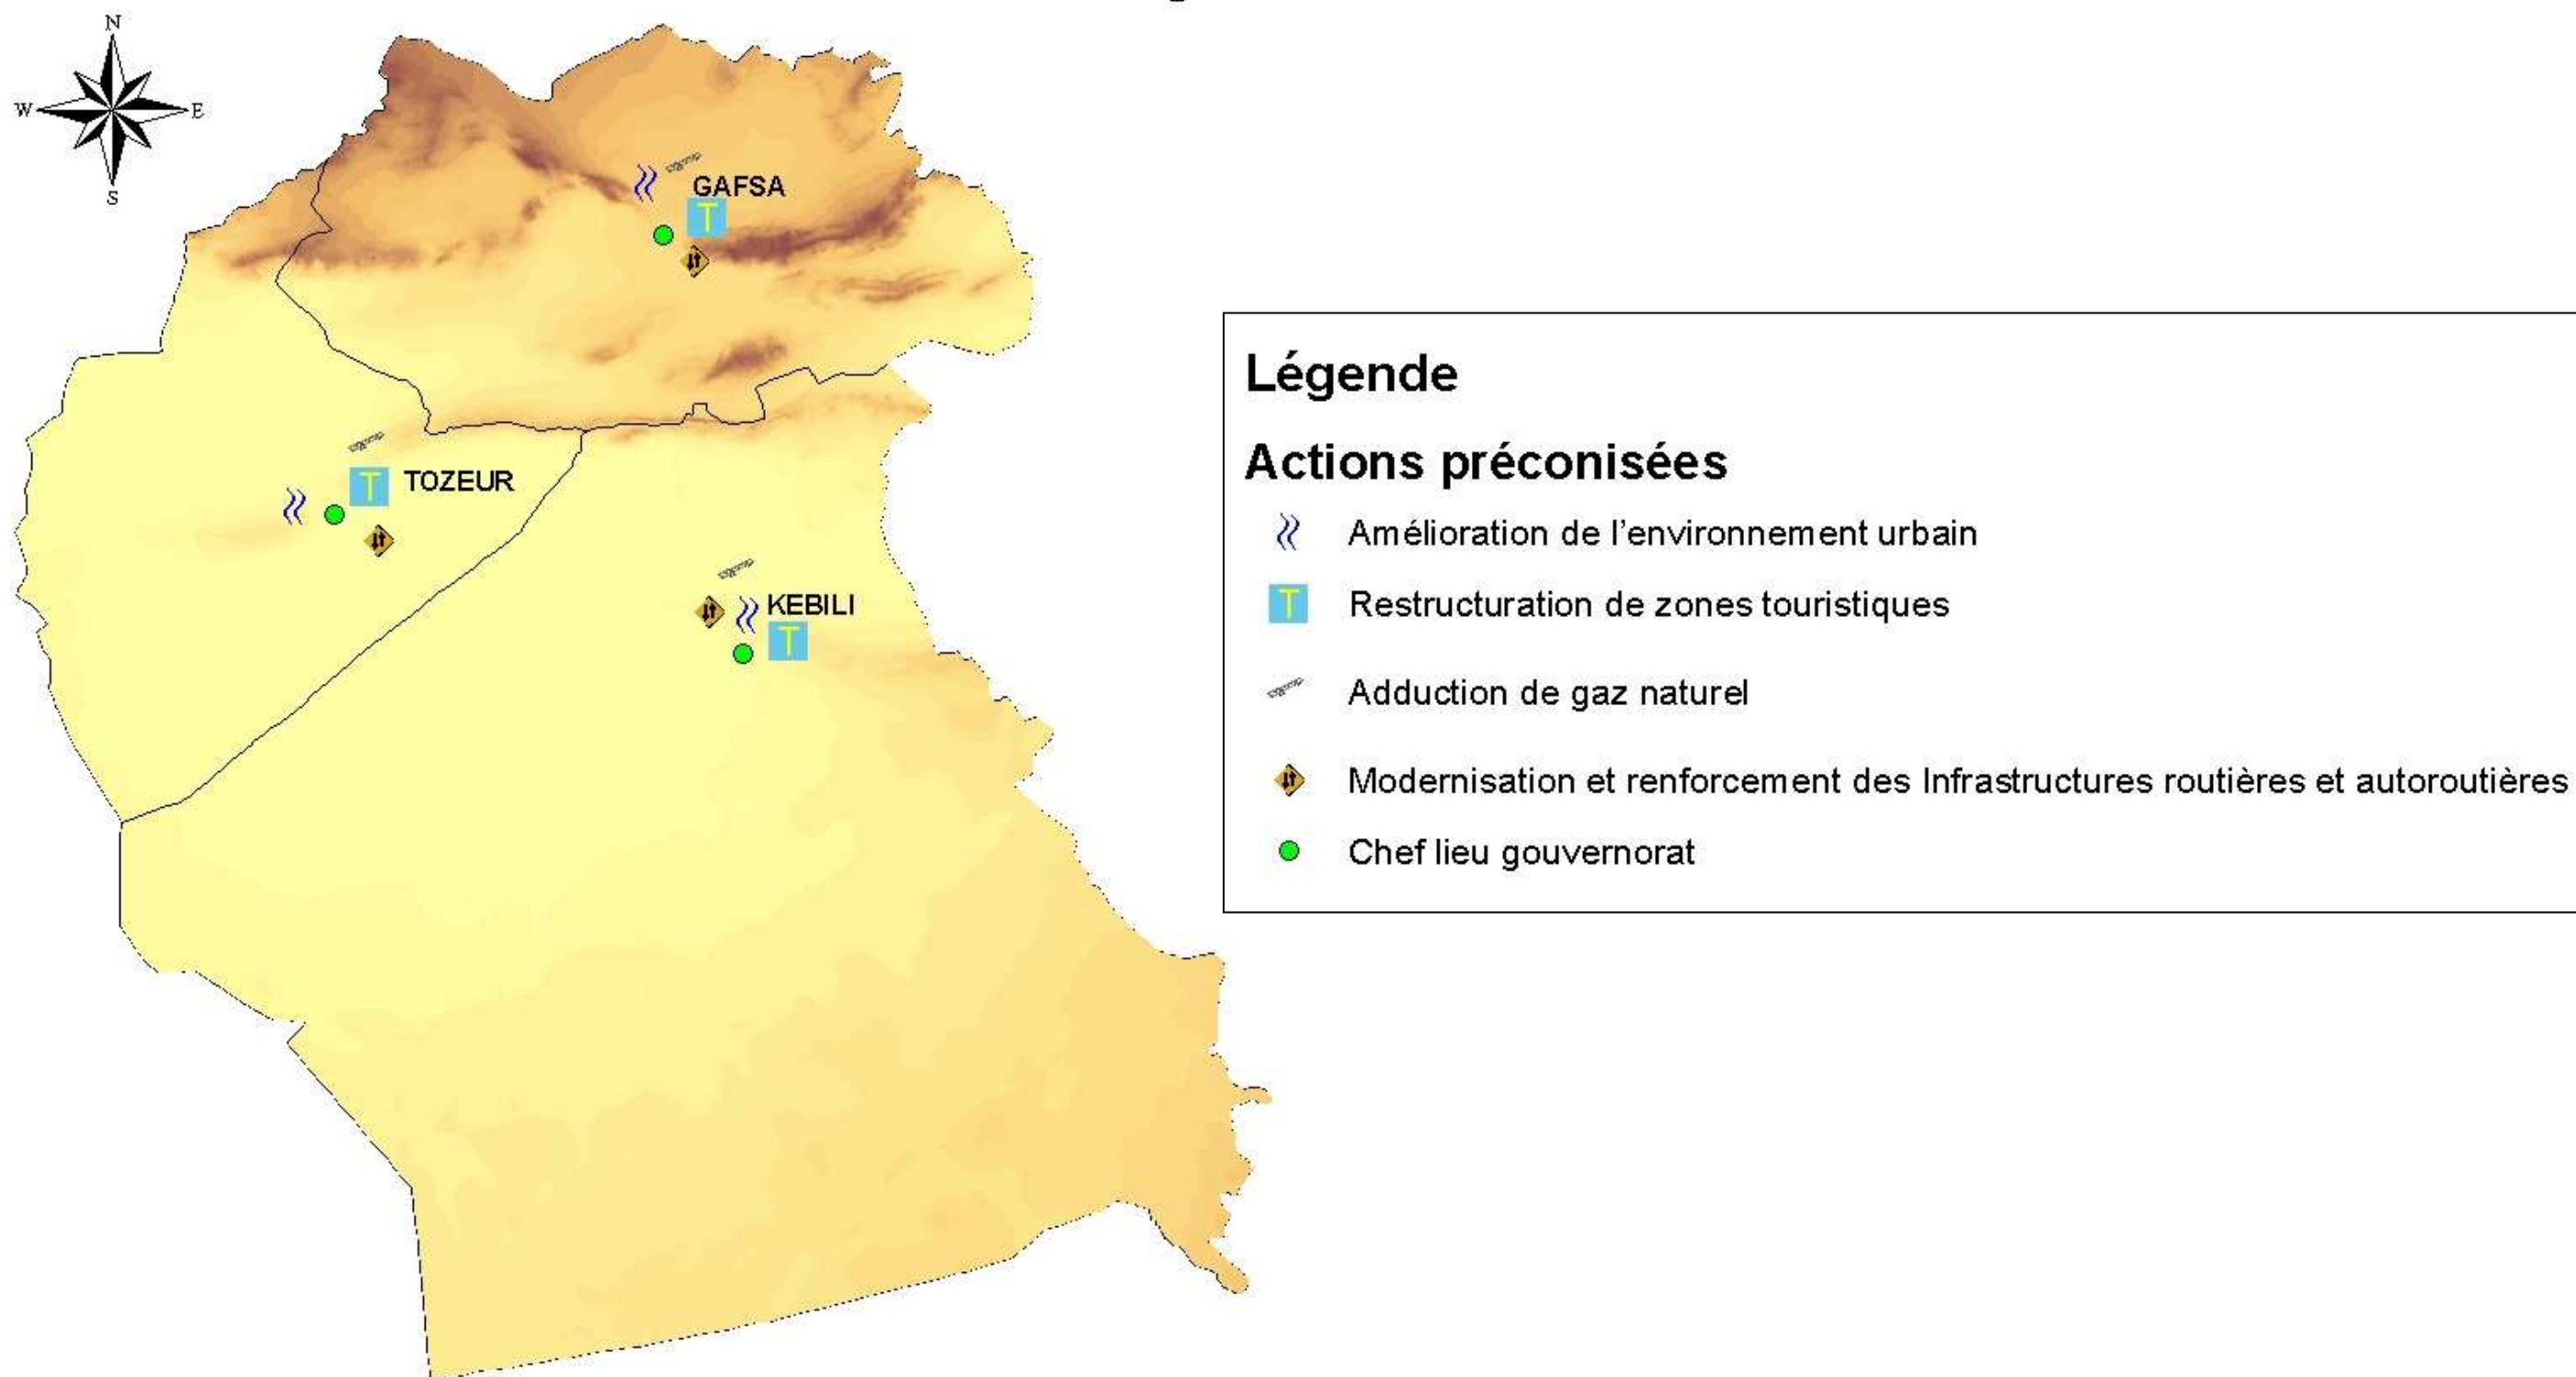 N
W E
S
GAFSA
T
T TOZEUR
KEBILI
T
Légende
Actions préconisées
Amélioration de l'environnement urbain
T Restructuration de zones touristiques
Adduction de gaz naturel
Modernisation et renforcement des Infrastructures routières et autoroutières
Chef lieu gouvernorat